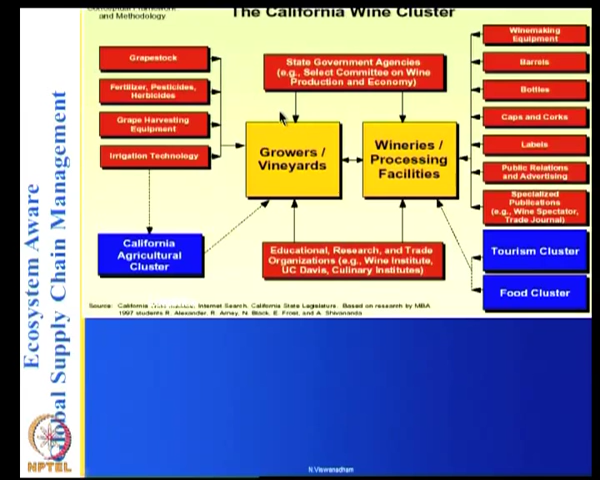 Conceptual Framework
and Methodology
The California Wine Cluster
Grapestock
Fertilizer, Pesticides,
Herbicides
Grape Harvesting
Equipment
Irrigation Technology
State Government Agencies
(e.g., Select Committee on Wine
Production and Economy)
Growers /
Vineyards
Wineries /
Processing
Facilities
Winemaking
Equipment
Barrels
Bottles
Caps and Corks
Labels
Public Relations
and Advertising
Specialized
Publications
(e.g., Wine Spectator,
Trade Journal)
California
Agricultural
Cluster
Educational, Research, and Trade
Organizations (e.g., Wine Institute,
UC Davis, Culinary Institutes)
Tourism Cluster
Food Cluster
Source: California Wine Institute, Internet Search, California State Legislature. Based on research by MBA
1997 students R. Alexander, R. Arney, N. Black, E. Frost, and A. Shivananda
Ecosystem Aware
Global Supply Chain Management
NPTEL
N.Viswanadham